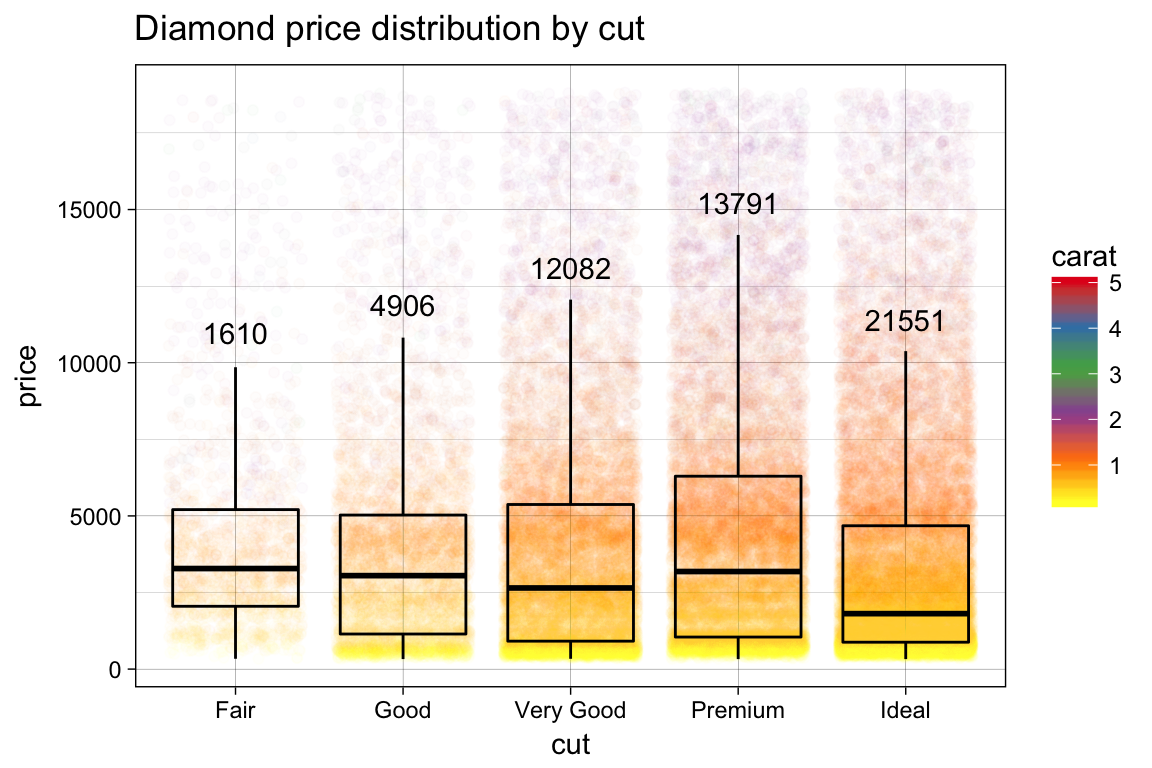 Diamond price distribution by cut
13791
12082
4906
21551
1610
15000
10000
5000
0
price
Fair Good Very Good Premium Ideal
cut
carat
5
4
3
2
1